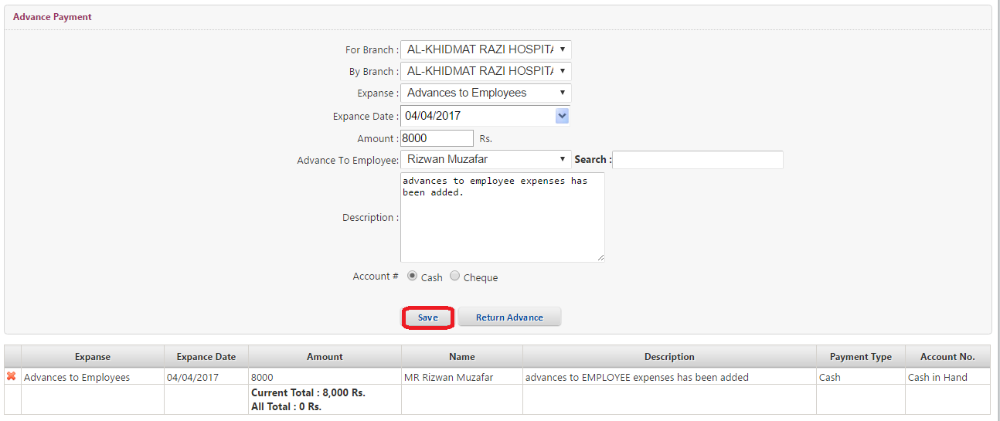 Advance Payment
For Branch : AL-KHIDMAT RAZI HOSPITA
By Branch : AL-KHIDMAT RAZI HOSPITA
Expanse : Advances to Employees
Expance Date : 04/04/2017
Amount : 8000 Rs.
Advance To Employee: Rizwan Muzafar Search :
advances to employee expenses has
been added.
Description :
Account # Cash Cheque
Save Return Advance
Expanse Expance Date Amount Name Description Payment Type Account No.
Advances to Employees 04/04/2017 8000 MR Rizwan Muzafar advances to EMPLOYEE expenses has been added Cash Cash in Hand
Current Total : 8,000 Rs.
All Total : 0 Rs.